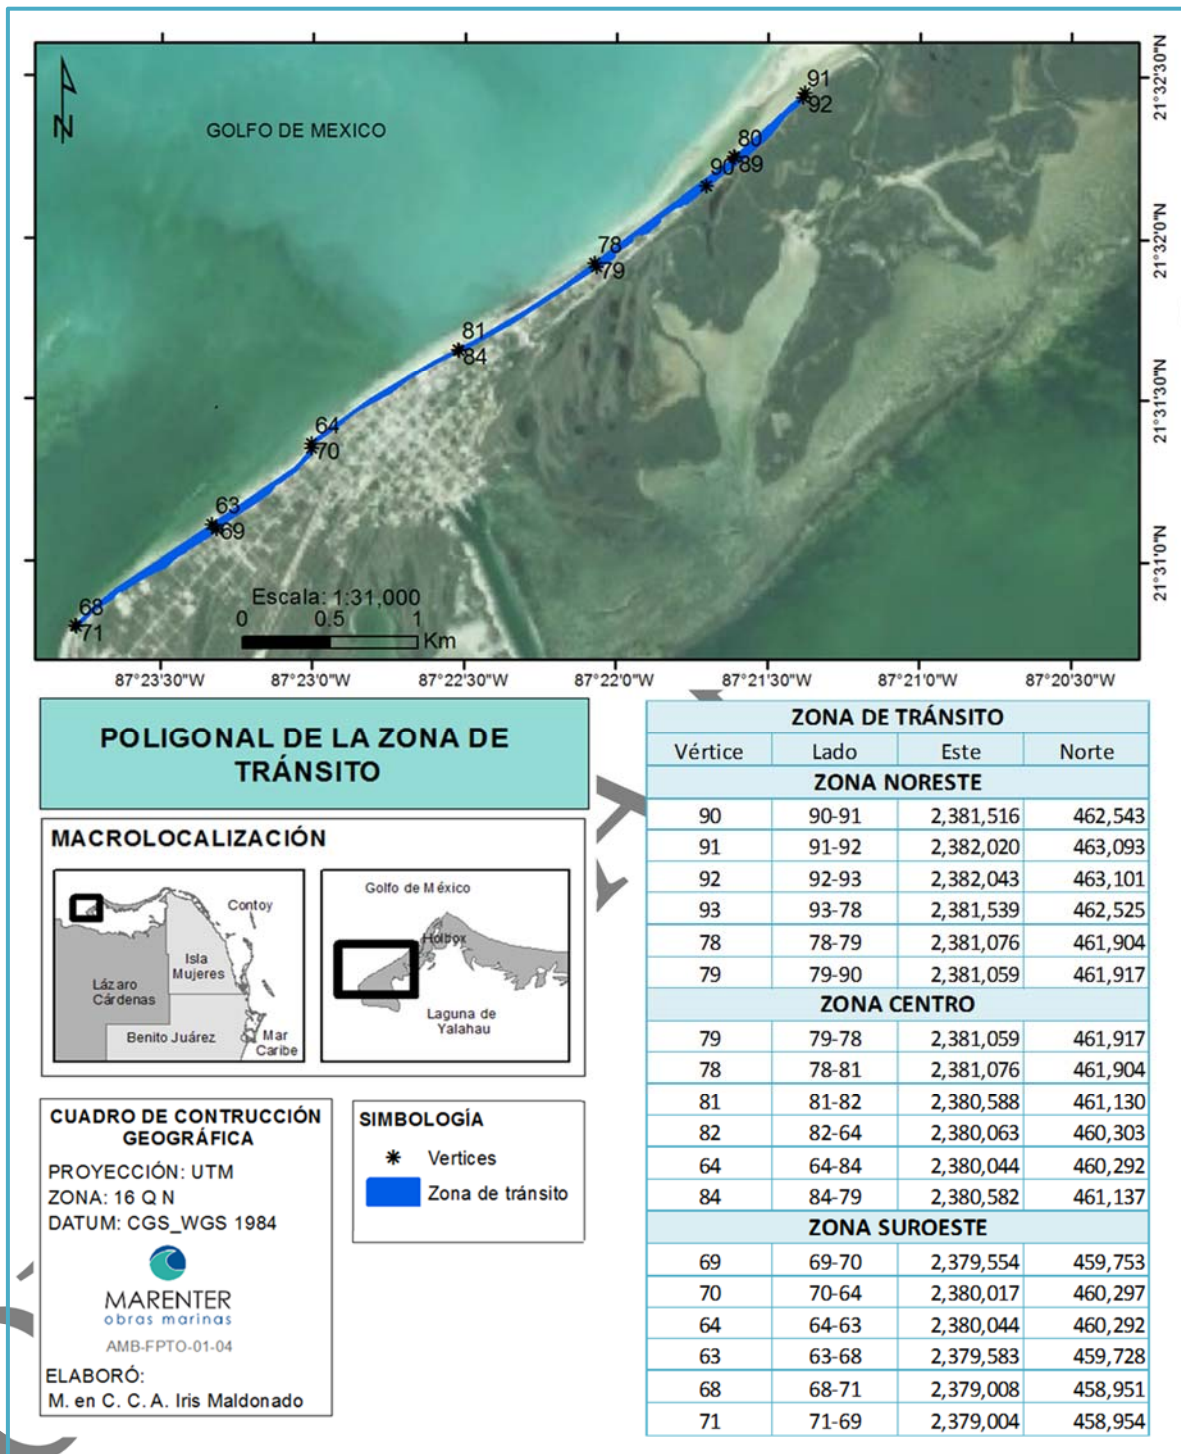 91
92
80
89
90
GOLFO DE MEXICO
78
79
81
84
64
70
63
69
68
71
N
Escala: 1:31,000
0 0.5 1
Km
21°32'30"N
21°32'0"N
21°31'30"N
21°31'0"N
87°23'30"W 87°23'0"W 87°22'30"W 87°22'0"W 87°21'30"W 87°21'0"W 87°20'30"W
POLIGONAL DE LA ZONA DE
TRÁNSITO
MACROLOCALIZACIÓN
Contoy
Isla
Mujeres
Lázaro
Cárdenas
Benito Juárez
Mar
Caribe
Golfo de México
Holbox
Laguna de
Yalahau
CUADRO DE CONTRUCCIÓN
GEOGRÁFICA
PROYECCIÓN: UTM
ZONA: 16 Q N
DATUM: CGS_WGS 1984
MARENTER
obras marinas
AMB-FPTO-01-04
ELABORÓ:
M. en C. C. A. Iris Maldonado
SIMBOLOGÍA
Vertices
Zona de tránsito
ZONA DE TRÁNSITO
Vértice Lado Este Norte
ZONA NORESTE
90 90-91 2,381,516 462,543
91 91-92 2,382,020 463,093
92 92-93 2,382,043 463,101
93 93-78 2,381,539 462,525
78 78-79 2,381,076 461,904
79 79-90 2,381,059 461,917
ZONA CENTRO
79 79-78 2,381,059 461,917
78 78-81 2,381,076 461,904
81 81-82 2,380,588 461,130
82 82-64 2,380,063 460,303
64 64-84 2,380,044 460,292
84 84-79 2,380,582 461,137
ZONA SUROESTE
69 69-70 2,379,554 459,753
70 70-64 2,380,017 460,297
64 64-63 2,380,044 460,292
63 63-68 2,379,583 459,728
68 68-71 2,379,008 458,951
71 71-69 2,379,004 458,954